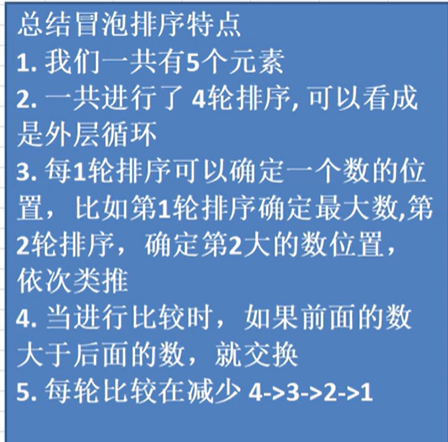 总结冒泡排序特点
1. 我们一共有5个元素
2. 一共进行了 4轮排序, 可以看成
是外层循环
3. 每1轮排序可以确定一个数的位
置，比如第1轮排序确定最大数,第
2轮排序，确定第2大的数位置，
依次类推
4. 当进行比较时，如果前面的数
大于后面的数，就交换
5. 每轮比较在减少 4->3->2->1